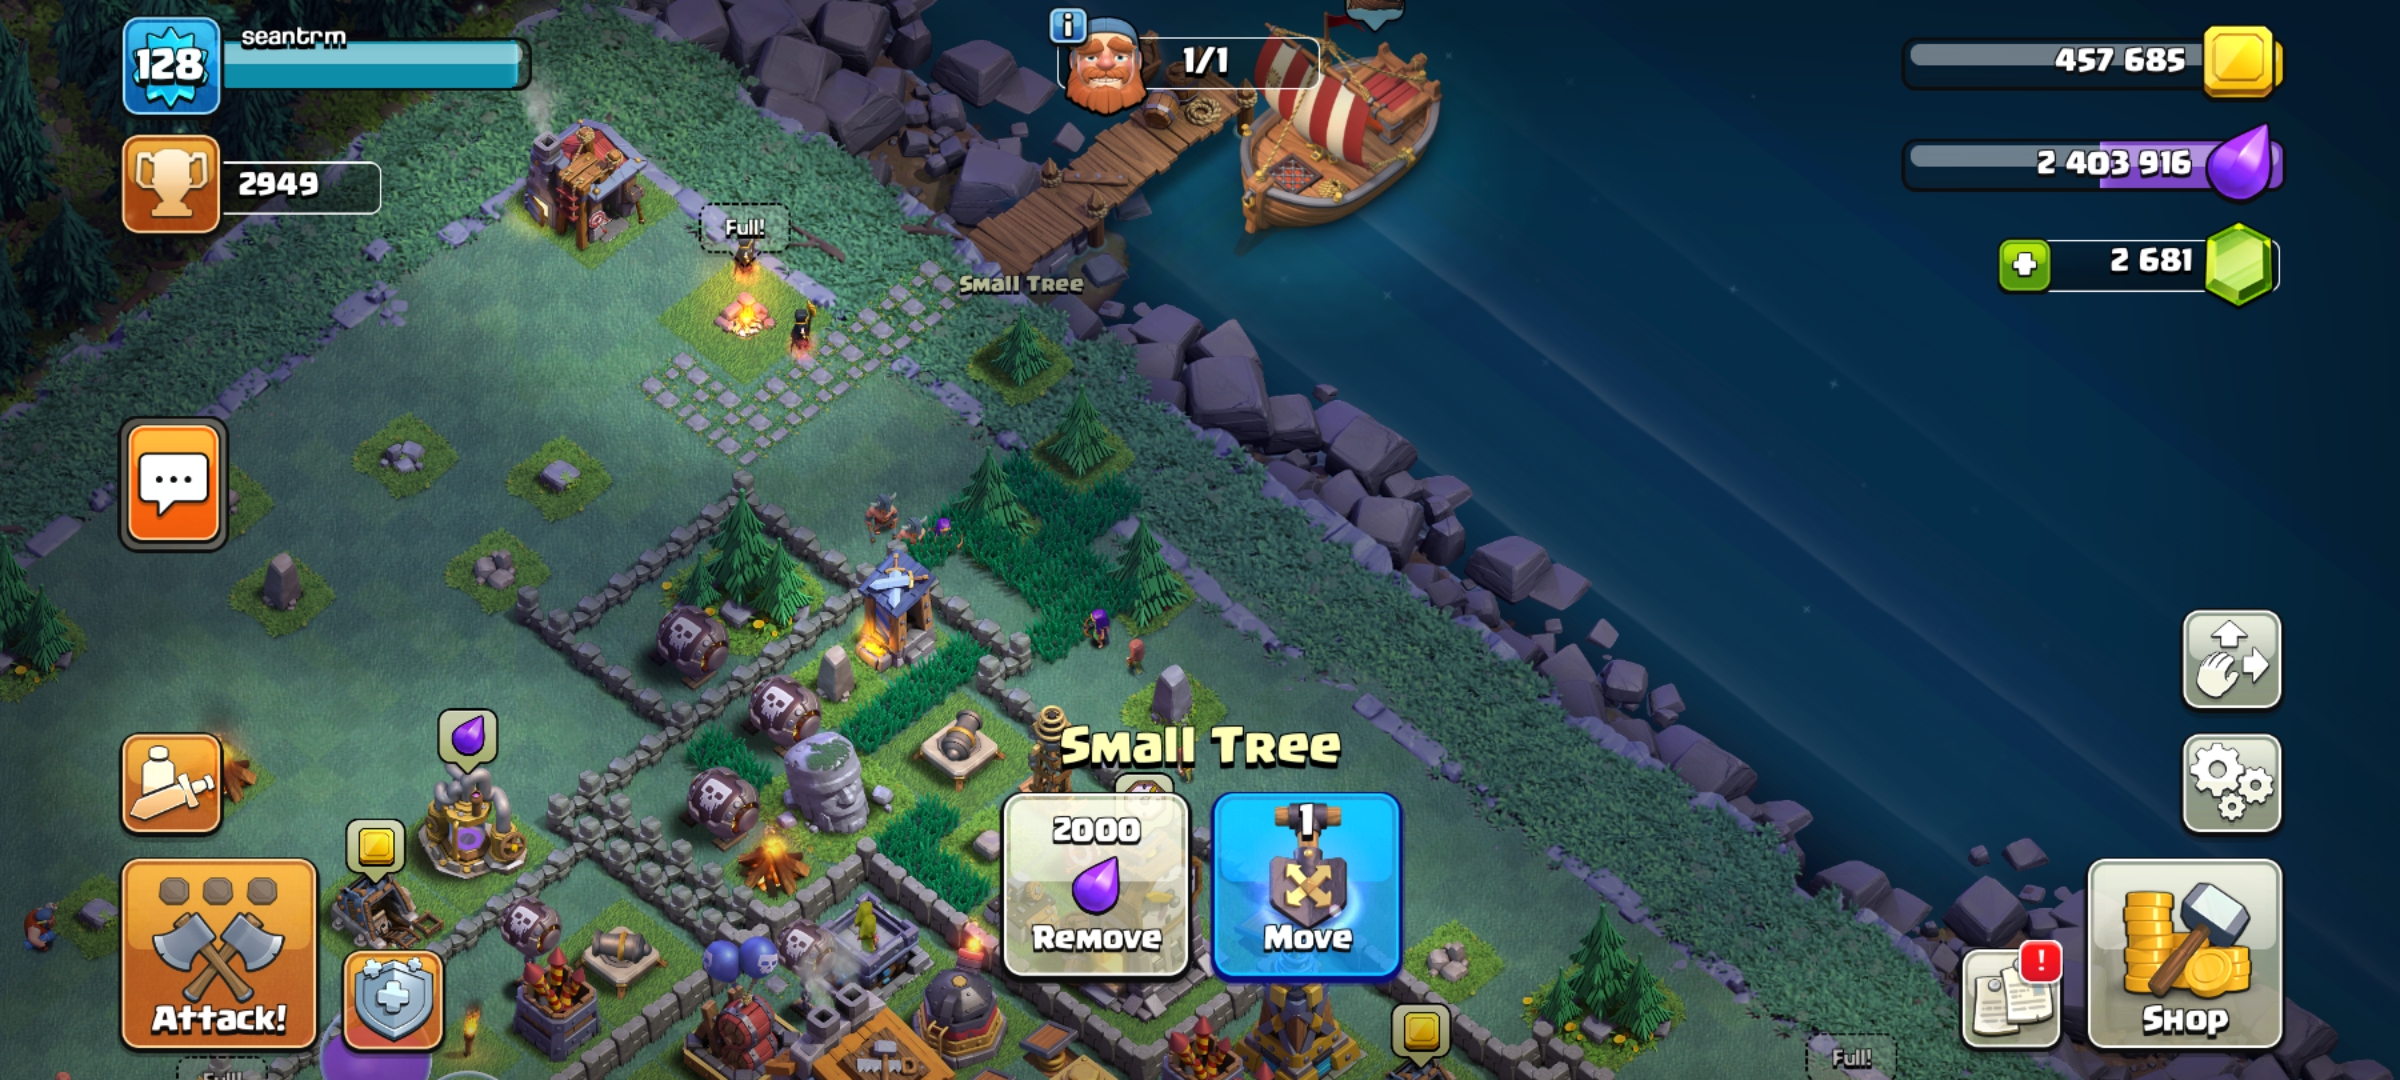 128
seantrm
1/1
457 685
2949
2 403 916
Full!
2 681
Small Tree
Small Tree
2000
Remove
1
Move
Attack!
!
Shop
Full!
Full!